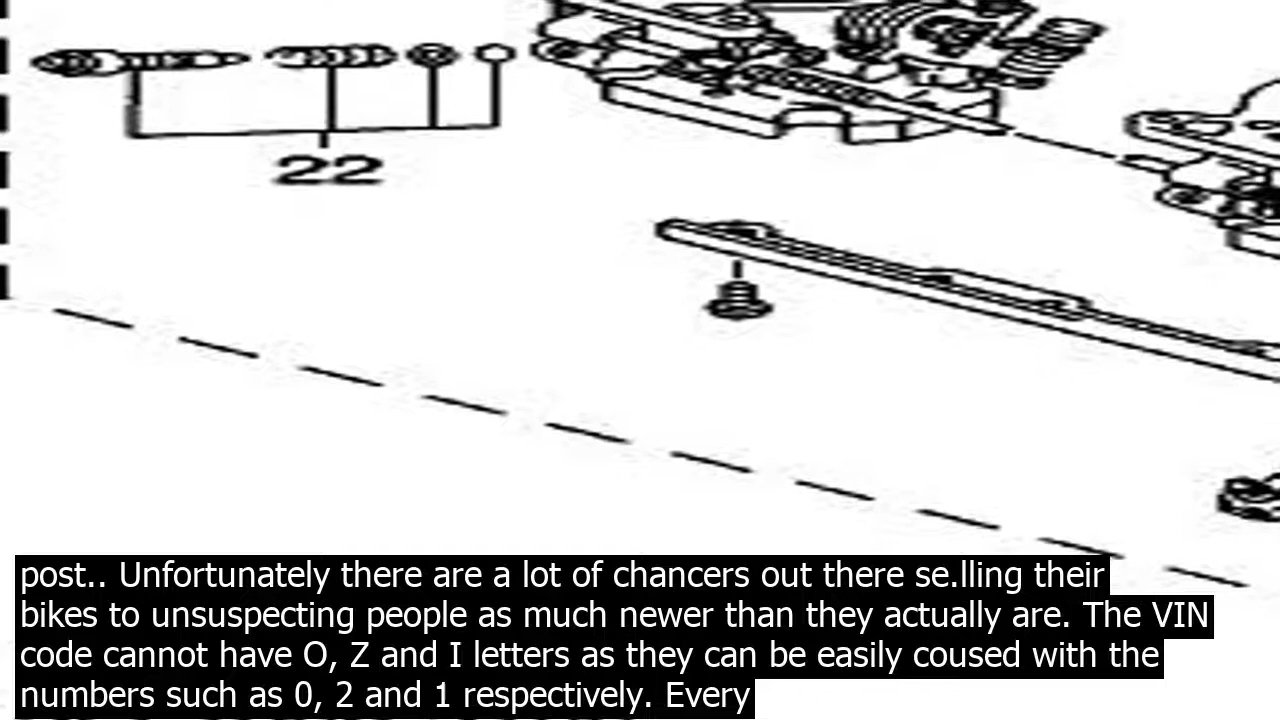 22
post.. Unfortunately there are a lot of chancers out there se.lling their
bikes to unsuspecting people as much newer than they actually are. The VIN
code cannot have O, Z and I letters as they can be easily coused with the
numbers such as 0, 2 and 1 respectively. Every